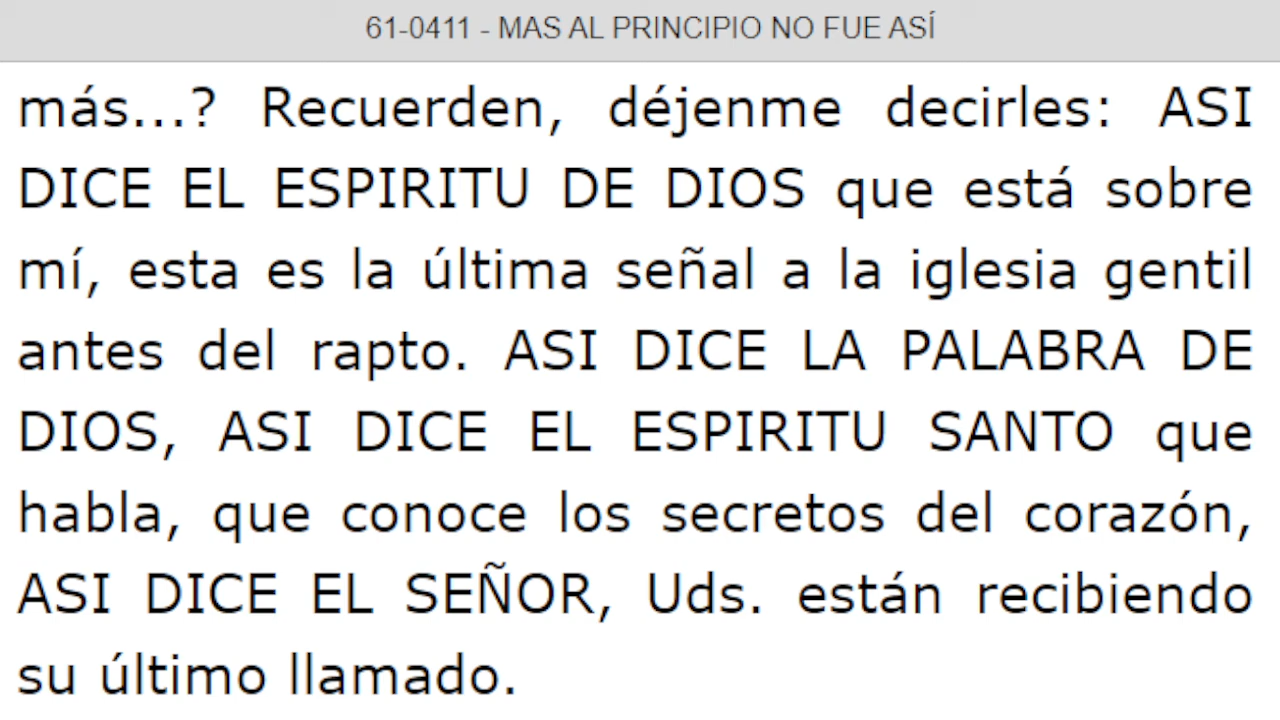 61-0411 - MAS AL PRINCIPIO NO FUE ASÍ
más...? Recuerden, déjenme decirles: ASI
DICE EL ESPIRITU DE DIOS que está sobre
mí, esta es la última señal a la iglesia gentil
antes del rapto. ASI DICE LA PALABRA DE
DIOS, ASI DICE EL ESPIRITU SANTO que
habla, que conoce los secretos del corazón,
ASI DICE EL SEÑOR, Uds. están recibiendo
su último llamado.